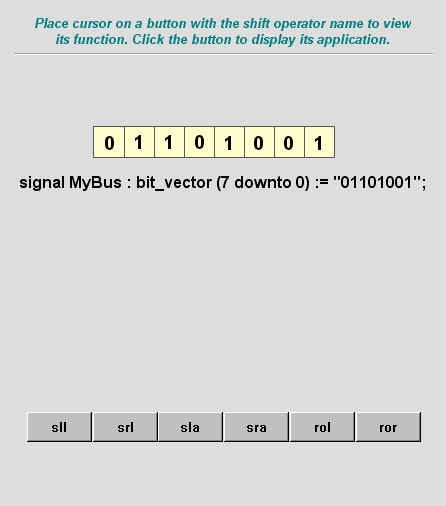 Place cursor on a button with the shift operator name to view
its function. Click the button to display its application.
0 1 1 0 1 0 0 1
signal MyBus : bit_vector (7 downto 0) := "01101001";
sll srl sla sra rol ror